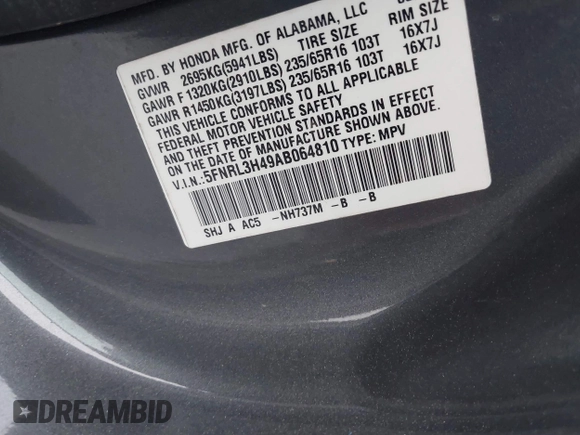 MFD. BY HONDA MFG. OF ALABAMA, LLC
GVWR 2695KG(5941LBS) TIRE SIZE RIM SIZE
GAWR F 1320KG(2910LBS) 235/65R16 103T 16X7J
GAWR R1450KG(3197LBS) 235/65R16 103T 16X7J
THIS VEHICLE CONFORMS TO ALL APPLICABLE
FEDERAL MOTOR VEHICLE SAFETY
AND THEFT PREVENTION STANDARDS IN EFFECT
ON THE DATE OF MANUFACTURE SHOWN ABOVE.
V.I.N.:5FNRL3H49AB064810 TYPE: MPV
SHJ A AC5 -NH737M -B -B
DREAMBID